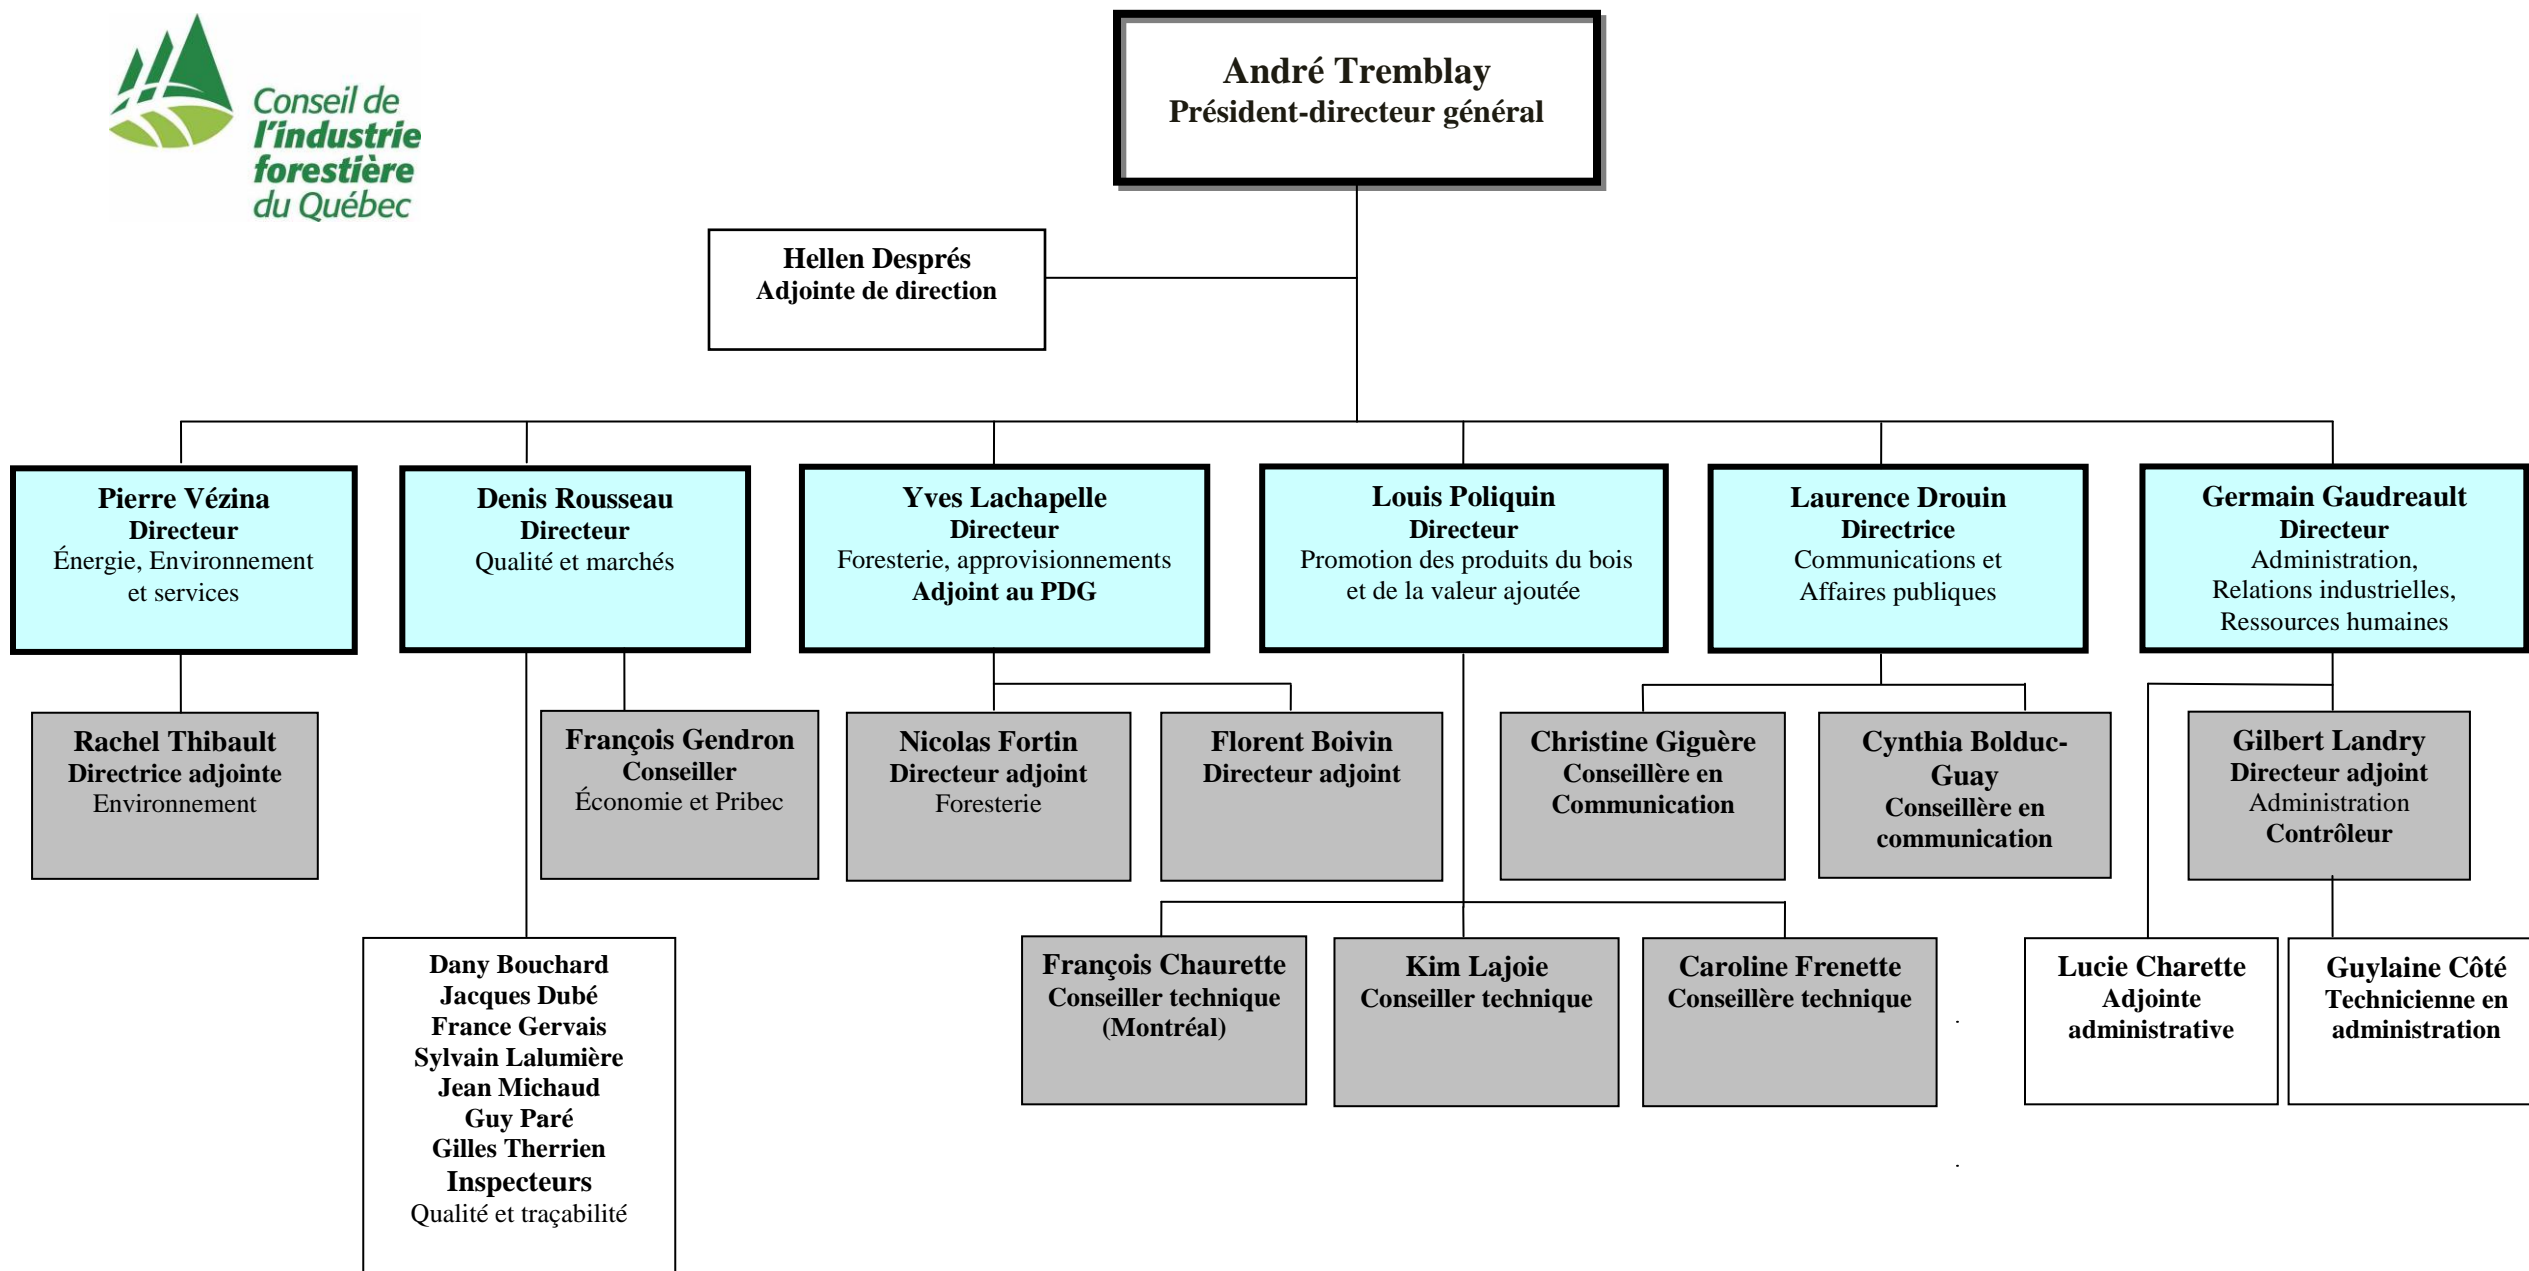 Conseil de
l'industrie
forestière
du Québec
André Tremblay
Président-directeur général
Hellen Després
Adjointe de direction
Pierre Vézina
Directeur
Énergie, Environnement
et services
Denis Rousseau
Directeur
Qualité et marchés
Yves Lachapelle
Directeur
Foresterie, approvisionnements
Adjoint au PDG
Louis Poliquin
Directeur
Promotion des produits du bois
et de la valeur ajoutée
Laurence Drouin
Directrice
Communications et
Affaires publiques
Germain Gaudreault
Directeur
Administration,
Relations industrielles,
Ressources humaines
Rachel Thibault
Directrice adjointe
Environnement
François Gendron
Conseiller
Économie et Pribec
Nicolas Fortin
Directeur adjoint
Foresterie
Florent Boivin
Directeur adjoint
Christine Giguère
Conseillère en
Communication
Cynthia Bolduc-
Guay
Conseillère en
communication
Gilbert Landry
Directeur adjoint
Administration
Contrôleur
Dany Bouchard
Jacques Dubé
France Gervais
Sylvain Lalumière
Jean Michaud
Guy Paré
Gilles Therrien
Inspecteurs
Qualité et traçabilité
François Chaurette
Conseiller technique
(Montréal)
Kim Lajoie
Conseiller technique
Caroline Frenette
Conseillère technique
Lucie Charette
Adjointe
administrative
Guylaine Côté
Technicienne en
administration